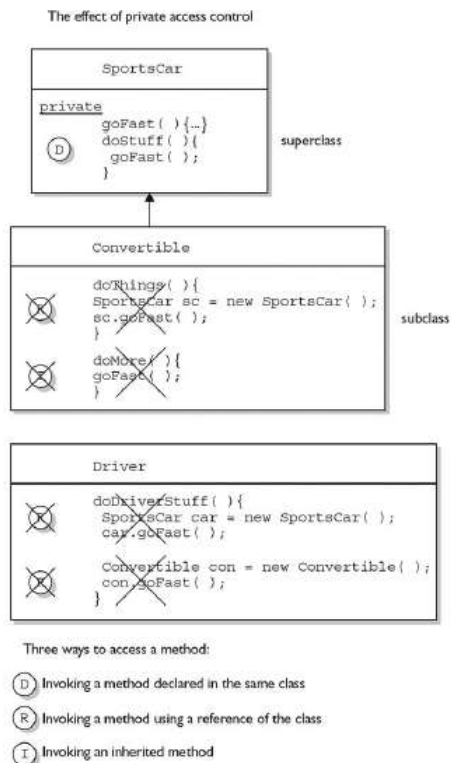 The effect of private access control
SportsCar
private
goFast( ){…}
D doStuff( ){
goFast( );
}
superclass
Convertible
doThings( ){
R SportsCar sc = new SportsCar( );
sc.goFast( );
}
subclass
doMore( ){
I goFast( );
}
Driver
doDriverStuff( ){
R SportsCar car = new SportsCar( );
car.goFast( );
Convertible con = new Convertible( );
con.goFast( );
}
Three ways to access a method:
D Invoking a method declared in the same class
R Invoking a method using a reference of the class
I Invoking an inherited method